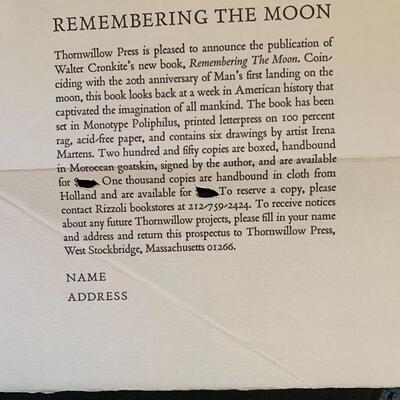 REMEMBERING THE MOON
Thornwillow Press is pleased to announce the publication of
Walter Cronkite's new book, Remembering The Moon. Coin-
ciding with the 20th anniversary of Man's first landing on the
moon, this book looks back at a week in American history that
captivated the imagination of all mankind. The book has been
set in Monotype Poliphilus, printed letterpress on 100 percent
rag, acid-free paper, and contains six drawings by artist Irena
Martens. Two hundred and fifty copies are boxed, handbound
in Moroccan goatskin, signed by the author, and are available
for $ . One thousand copies are handbound in cloth from
Holland and are available for To reserve a copy, please
contact Rizzoli bookstores at 212-759-2424. To receive notices
about any future Thornwillow projects, please fill in your name
and address and return this prospectus to Thornwillow Press,
West Stockbridge, Massachusetts 01266.
NAME
ADDRESS